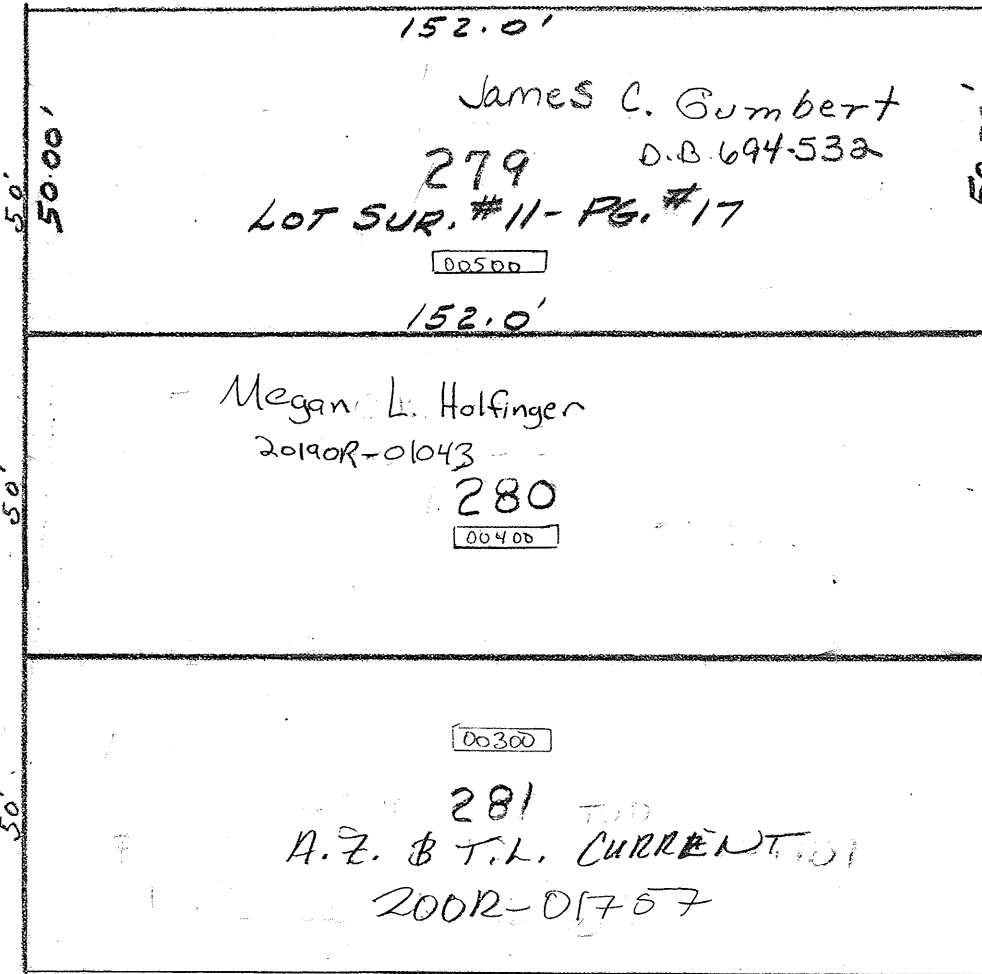 152.0'
James C. Gumbert
D.B. 694-532
279
50.00'
50'
LOT SUR. #11 - PG. #17
00500
152.0'
Megan L. Holfinger
2019OR-01043
280
50'
00400
00300
281
50'
A.Z. & T.L. CURRENT
200R-01757